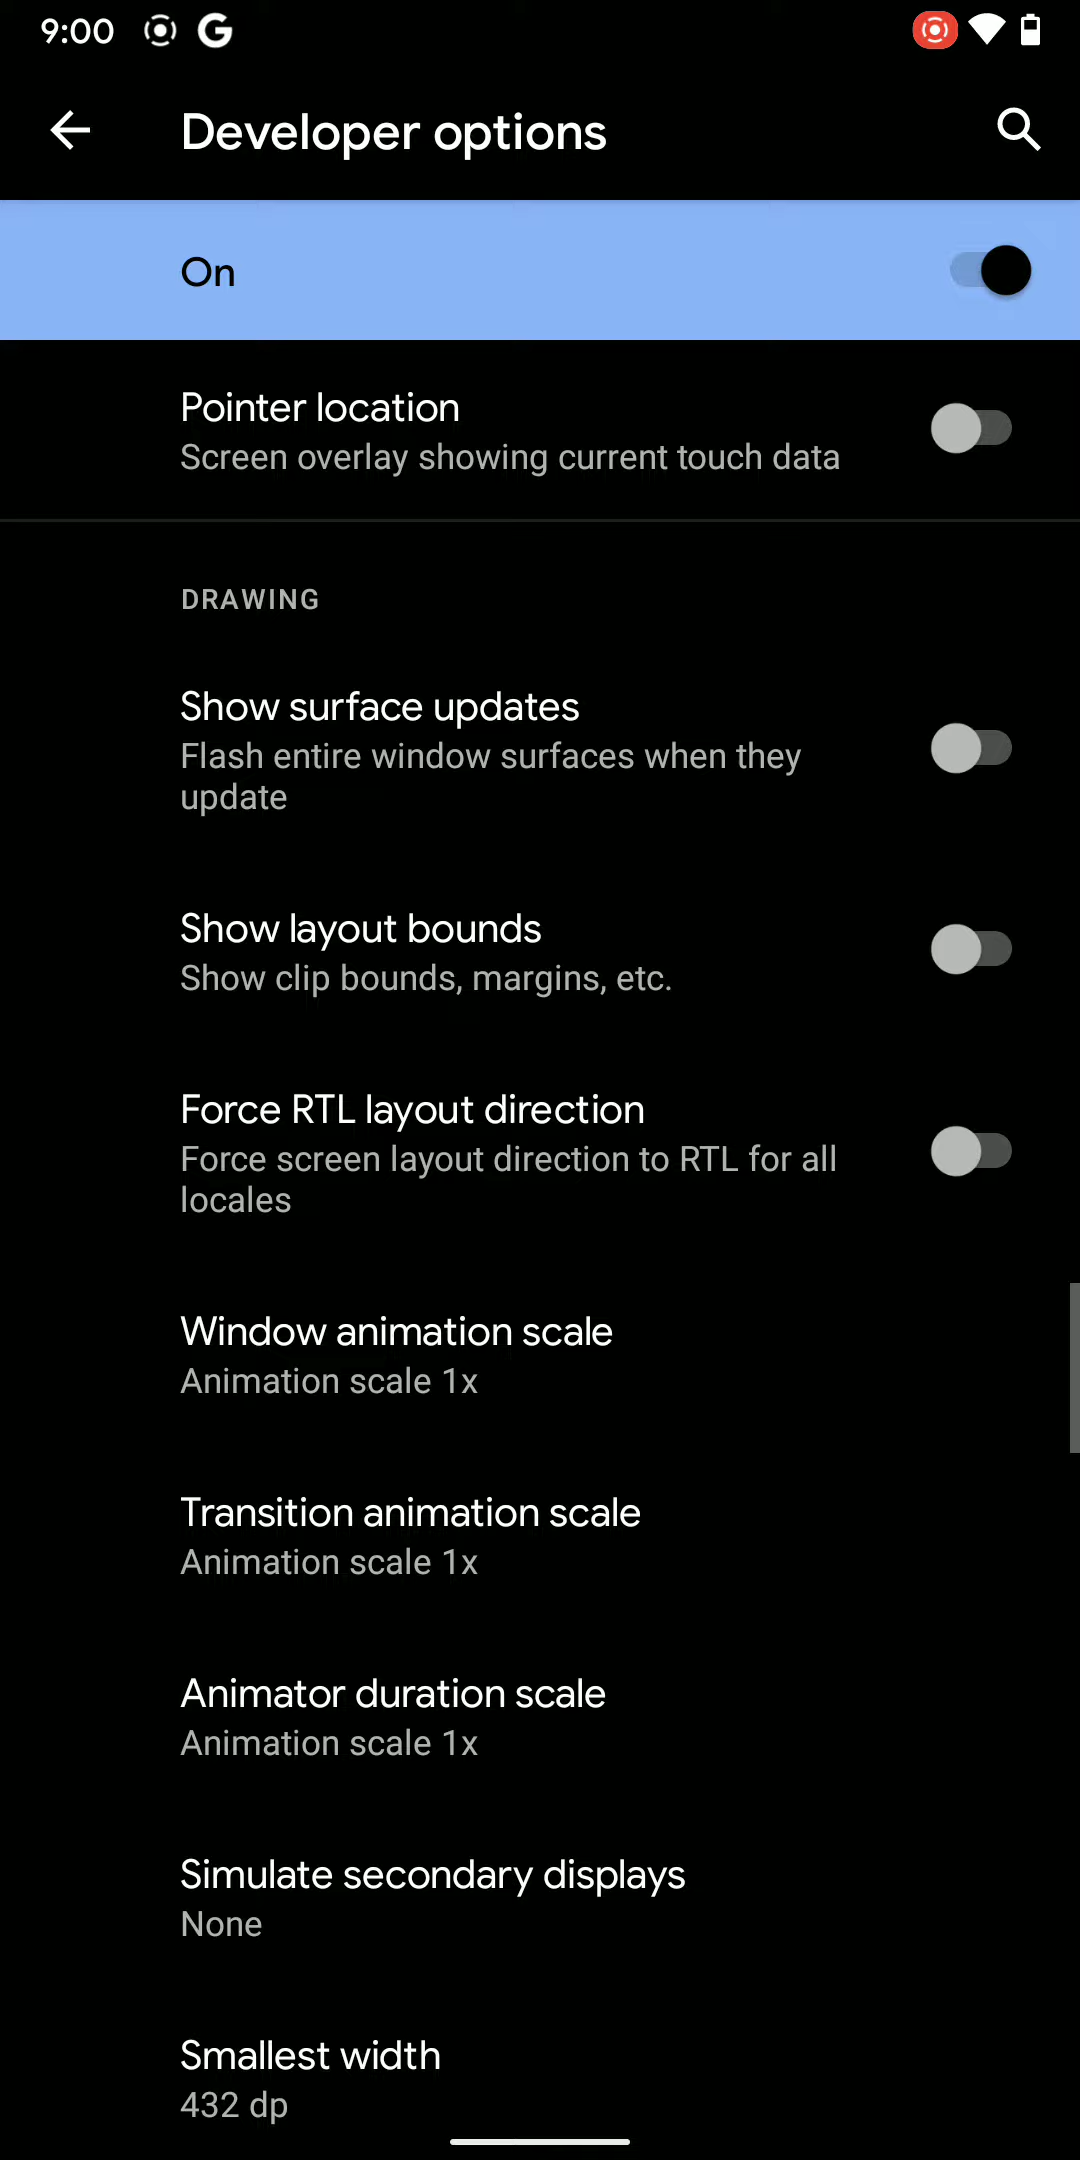 9:00
Developer options
On
Pointer location
Screen overlay showing current touch data
DRAWING
Show surface updates
Flash entire window surfaces when they
update
Show layout bounds
Show clip bounds, margins, etc.
Force RTL layout direction
Force screen layout direction to RTL for all
locales
Window animation scale
Animation scale 1x
Transition animation scale
Animation scale 1x
Animator duration scale
Animation scale 1x
Simulate secondary displays
None
Smallest width
432 dp